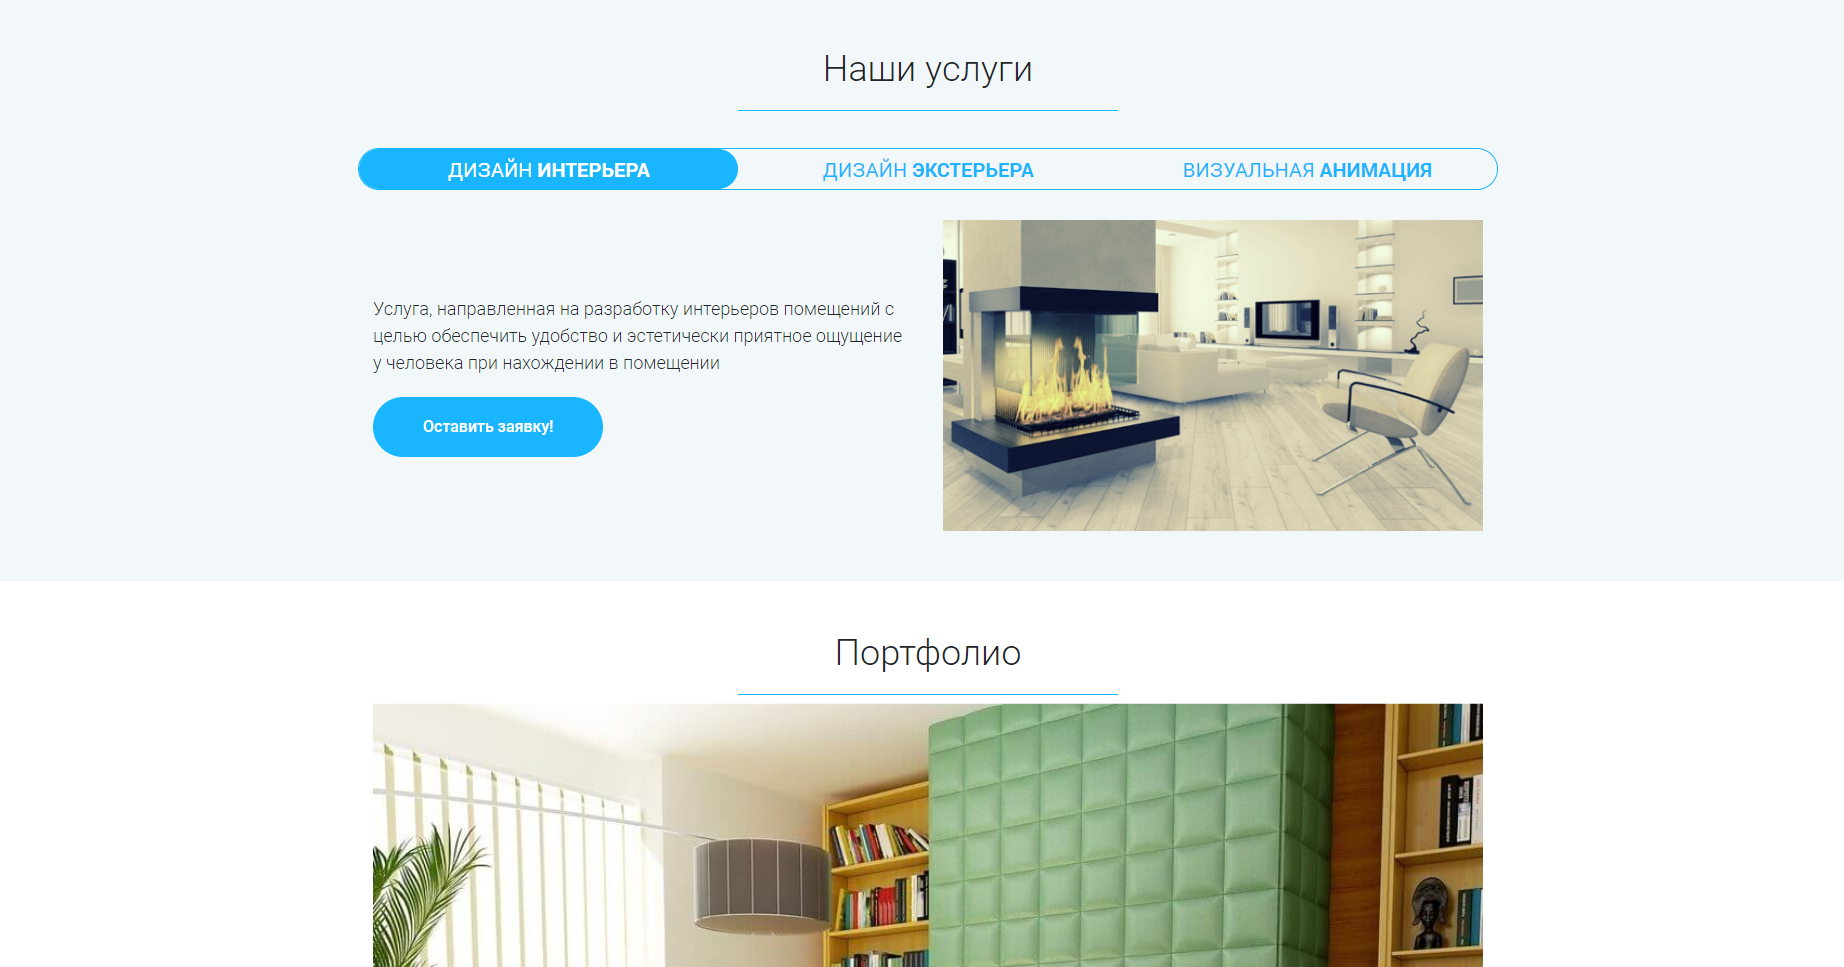 Наши услуги
ДИЗАЙН ИНТЕРЬЕРА
ДИЗАЙН ЭКСТЕРЬЕРА
ВИЗУАЛЬНАЯ АНИМАЦИЯ
Услуга, направленная на разработку интерьеров помещений с
целью обеспечить удобство и эстетически приятное ощущение
у человека при нахождении в помещении
Оставить заявку!
Портфолио